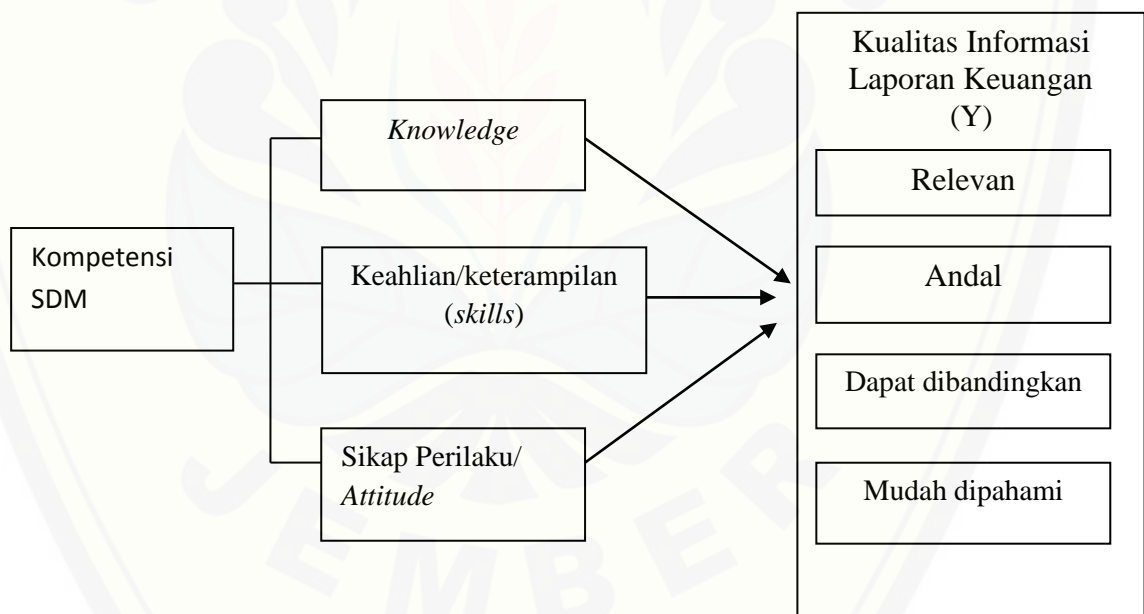 Kompetensi
SDM
Knowledge
Keahlian/keterampilan
(skills)
Sikap Perilaku/
Attitude
Kualitas Informasi
Laporan Keuangan
(Y)
Relevan
Andal
Dapat dibandingkan
Mudah dipahami
JEMBER